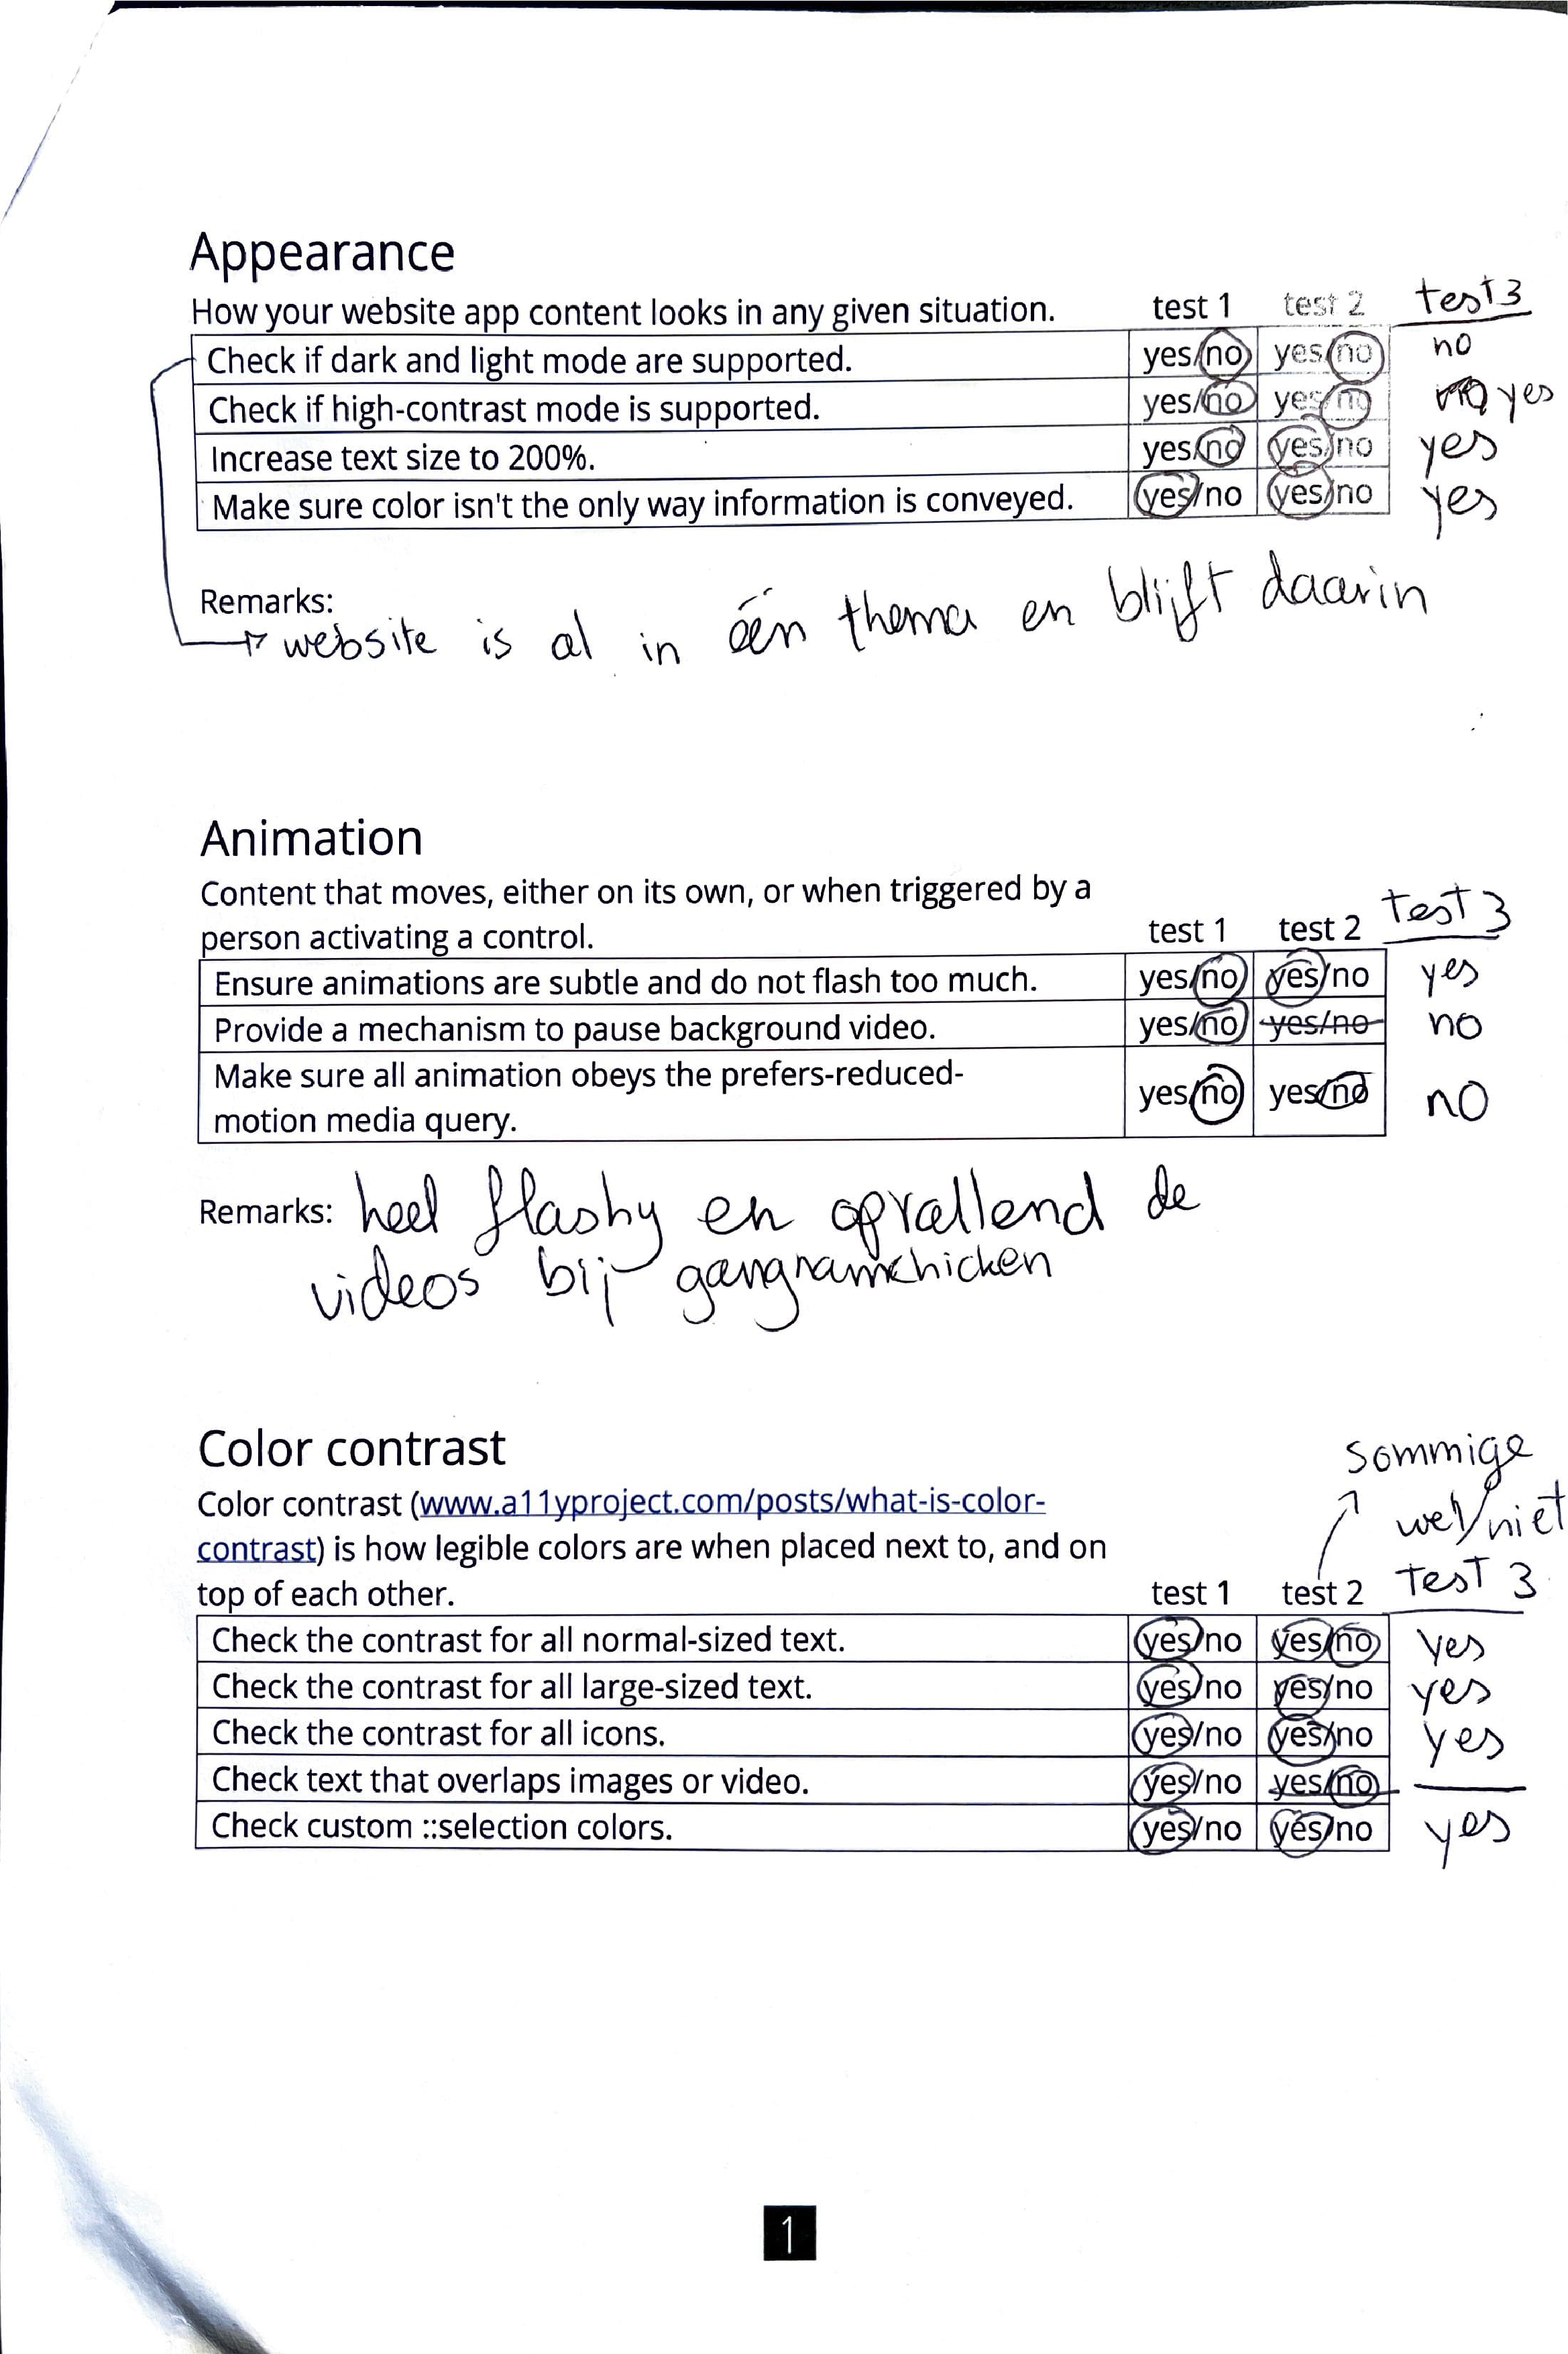 Appearance
How your website app content looks in any given situation. test 1 test 2 test 3
Check if dark and light mode are supported. yes/no yes/no no
Check if high-contrast mode is supported. yes/no yes/no no yes
Increase text size to 200%. yes/no yes/no yes
Make sure color isn't the only way information is conveyed. yes/no yes/no yes
Remarks:
website is al in één thema en blijft daarin
Animation
Content that moves, either on its own, or when triggered by a
person activating a control. test 1 test 2 test 3
Ensure animations are subtle and do not flash too much. yes/no yes/no yes
Provide a mechanism to pause background video. yes/no yes/no no
Make sure all animation obeys the prefers-reduced-
motion media query. yes/no yes/no no
Remarks: heel flashy en opvallend de
videos bij gangnamchicken
Color contrast
sommige
wel/niet
Color contrast (www.a11yproject.com/posts/what-is-color-
contrast) is how legible colors are when placed next to, and on
top of each other. test 1 test 2 test 3
Check the contrast for all normal-sized text. yes/no yes/no yes
Check the contrast for all large-sized text. yes/no yes/no yes
Check the contrast for all icons. yes/no yes/no yes
Check text that overlaps images or video. yes/no yes/no
Check custom ::selection colors. yes/no yes/no yes
1